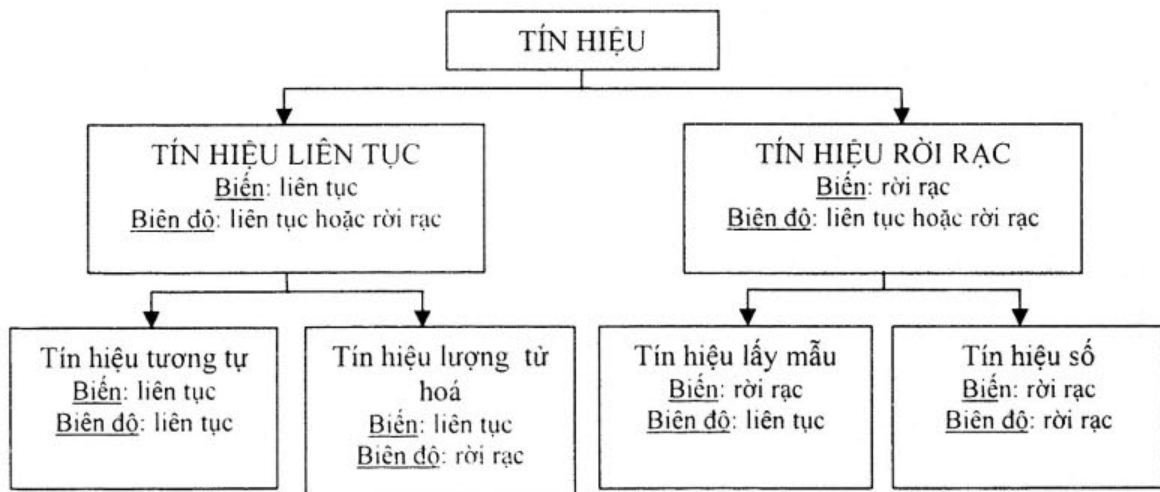 TÍN HIỆU
TÍN HIỆU LIÊN TỤC
Biến: liên tục
Biên độ: liên tục hoặc rời rạc
TÍN HIỆU RỜI RẠC
Biến: rời rạc
Biên độ: liên tục hoặc rời rạc
Tín hiệu tương tự
Biến: liên tục
Biên độ: liên tục
Tín hiệu lượng tử
hoá
Biến: liên tục
Biên độ: rời rạc
Tín hiệu lấy mẫu
Biến: rời rạc
Biên độ: liên tục
Tín hiệu số
Biến: rời rạc
Biên độ: rời rạc